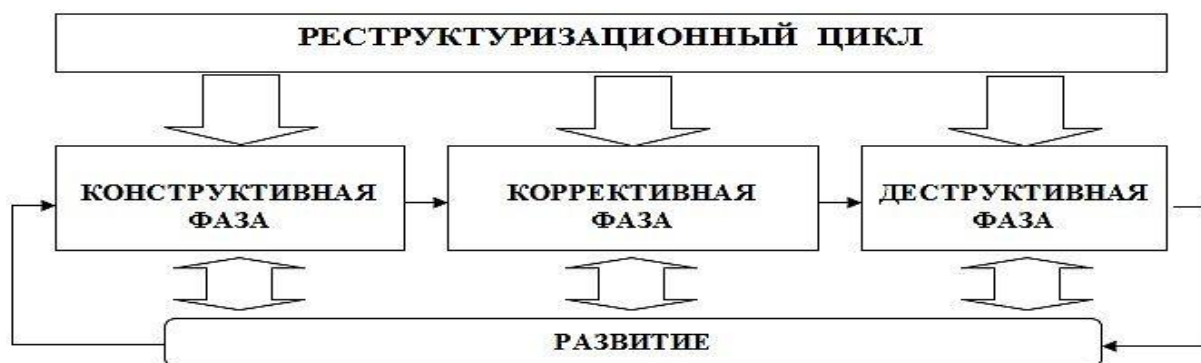 РЕСТРУКТУРИЗАЦИОННЫЙ ЦИКЛ
КОНСТРУКТИВНАЯ
ФАЗА
КОРРЕКТИВНАЯ
ФАЗА
ДЕСТРУКТИВНАЯ
ФАЗА
РАЗВИТИЕ